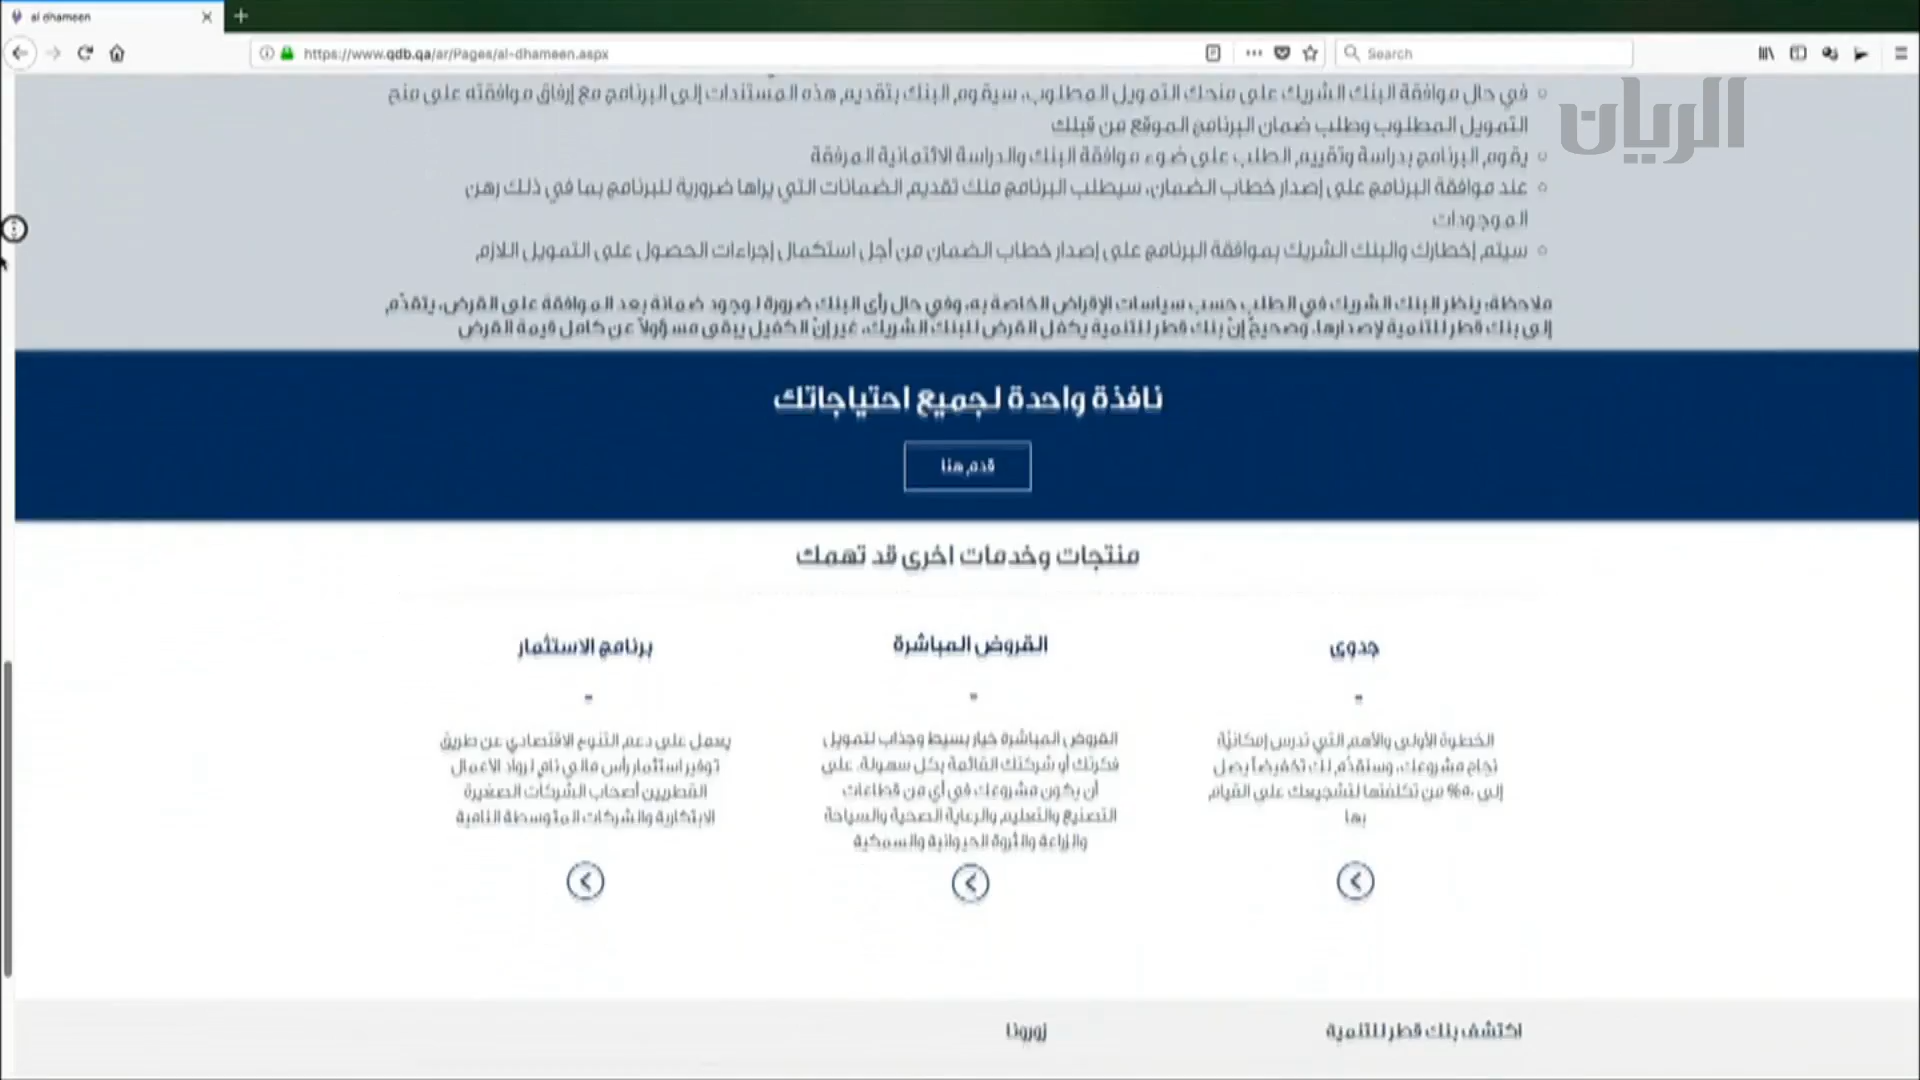 al dhameen
https://www.qdb.qa/ar/Pages/al-dhameen.aspx
Search
الريان
في حال موافقة البنك الشريك على منحك التمويل المطلوب، سيقوم البنك بتقديم هذه المستندات إلى البرنامج مع إرفاق موافقته على منح
التمويل المطلوب وطلب ضمان البرنامج الموقع من قبلك
يقوم البرنامج بدراسة وتقييم الطلب على ضوء موافقة البنك والدراسة الائتمانية المرفقة
عند موافقة البرنامج على إصدار خطاب الضمان، سيطلب البرنامج منك تقديم الضمانات التي يراها ضرورية للبرنامج بما في ذلك رهن
الموجودات
سيتم إخطارك والبنك الشريك بموافقة البرنامج على إصدار خطاب الضمان من أجل استكمال إجراءات الحصول على التمويل اللازم
ملاحظة: ينظر البنك الشريك في الطلب حسب سياسات الإقراض الخاصة به، وفي حال رأى البنك ضرورة لوجود ضمانة بعد الموافقة على القرض، يتقدّم
إلى بنك قطر للتنمية لإصدارها، وصحيحٌ إنّ بنك قطر للتنمية يكفل القرض للبنك الشريك، غير إنّ الكفيل يبقى مسؤولاً عن كامل قيمة القرض
نافذة واحدة لجميع احتياجاتك
قدم هنا
منتجات وخدمات اخرى قد تهمك
جدوى
-
الخطوة الأولى والأهم التي تدرس إمكانيّة
نجاح مشروعك، وسنقدّم لك تخفيضاً يصل
إلى ٥٠% من تكلفتها لتشجيعك على القيام
بها
القروض المباشرة
-
القروض المباشرة خيار بسيط وجذاب لتمويل
فكرتك أو شركتك القائمة بكل سهولة. على
أن يكون مشروعك في أي من قطاعات
التصنيع والتعليم والرعاية الصحية والسياحة
والزراعة والثروة الحيوانية والسمكية
برنامج الاستثمار
-
يعمل على دعم التنوع الاقتصادي عن طريق
توفير استثمار رأس مالي نامٍ لرواد الأعمال
القطريين أصحاب الشركات الصغيرة
الابتكارية والشركات المتوسطة النامية
اكتشف بنك قطر للتنمية
زورونا